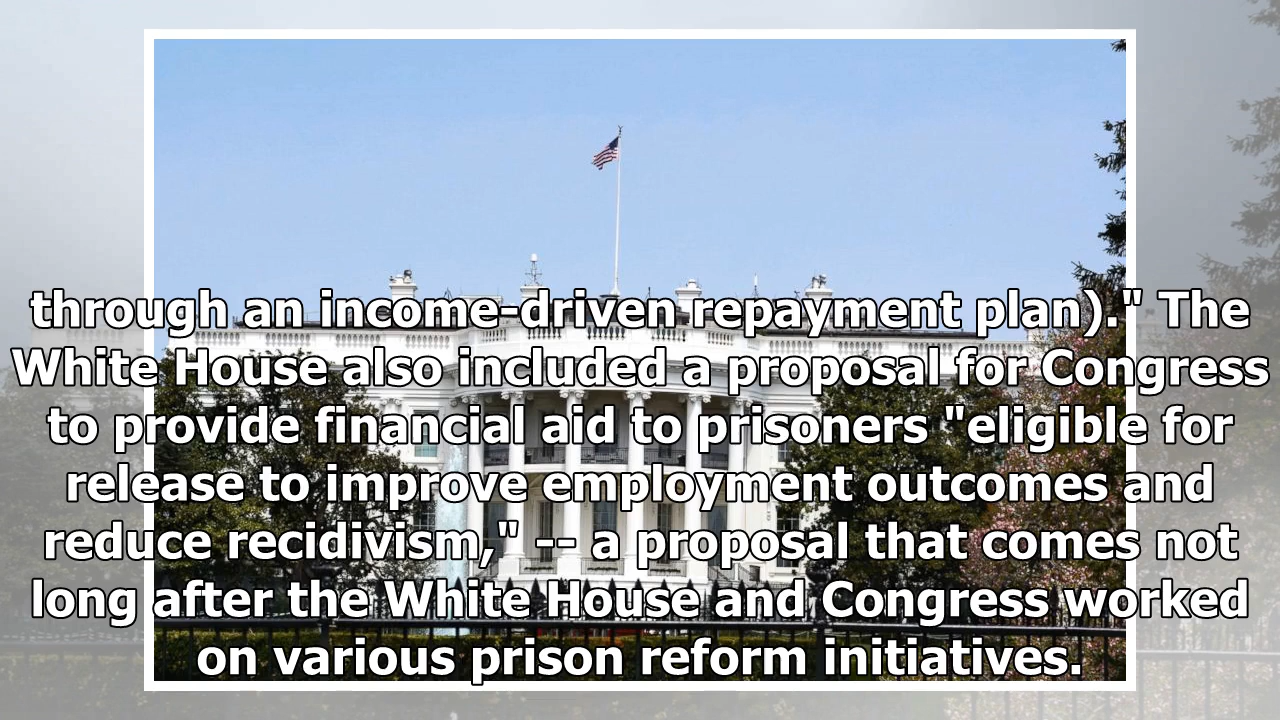 through an income-driven repayment plan)." The
White House also included a proposal for Congress
to provide financial aid to prisoners "eligible for
release to improve employment outcomes and
reduce recidivism," -- a proposal that comes not
long after the White House and Congress worked
on various prison reform initiatives.